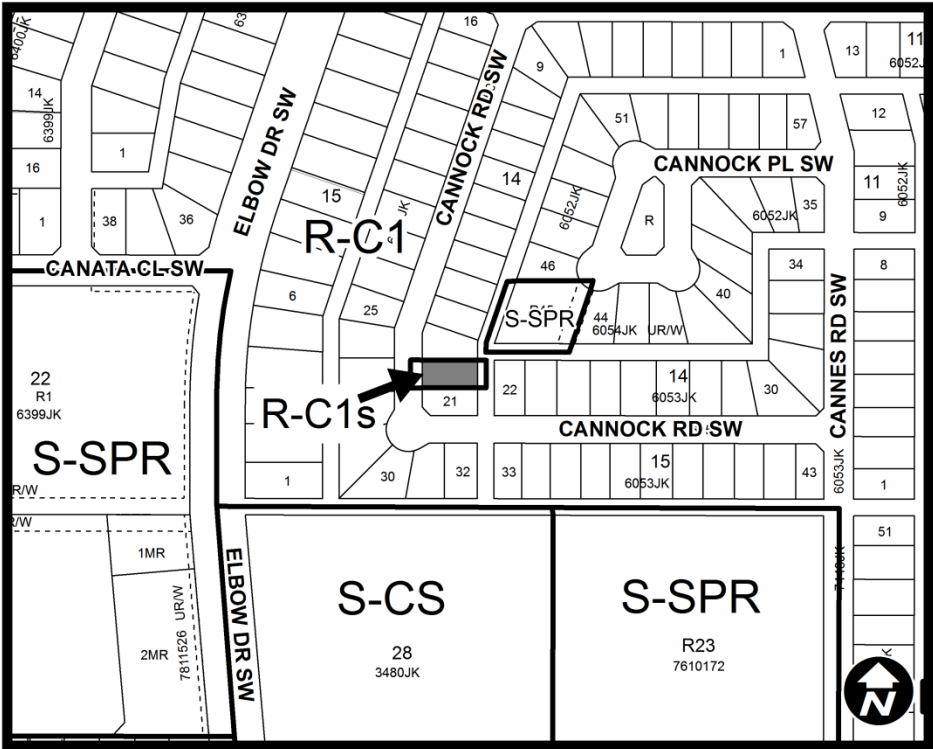 16
6400JK
63
1
13
11
6052J
9
14
6399JK
51
57
12
CANNOCK RD SW
1
ELBOW DR SW
CANNOCK PL SW
16
14
11
6052JK
15
6052JK
35
R
6052JK
9
1
38
36
R-C1
CANATA CL SW
46
34
8
6
25
S-SPR
44
6054JK
UR/W
40
CANNES RD SW
22
R1
6399JK
R-C1s
21
22
14
6053JK
30
S-SPR
CANNOCK RD SW
R/W
1
30
32
33
15
6053JK
43
6053JK
1
R/W
51
1MR
ELBOW DR SW
S-CS
S-SPR
UR/W
7811526
2MR
28
3480JK
R23
7610172
K
N